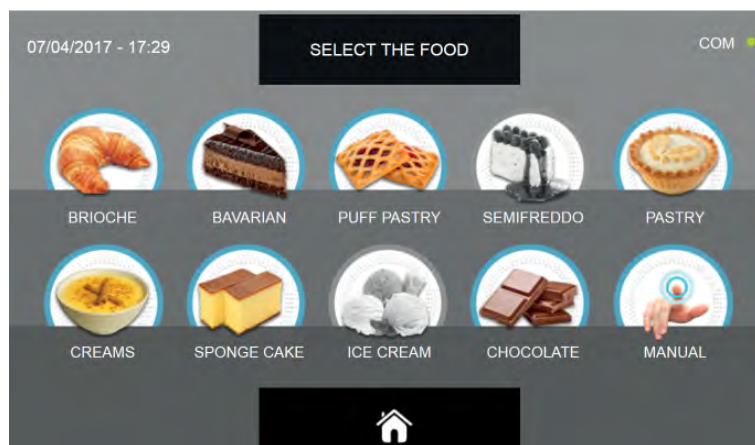 07/04/2017 - 17:29
SELECT THE FOOD
COM
BRIOCHE
BAVARIAN
PUFF PASTRY
SEMIFREDDO
PASTRY
CREAMS
SPONGE CAKE
ICE CREAM
CHOCOLATE
MANUAL